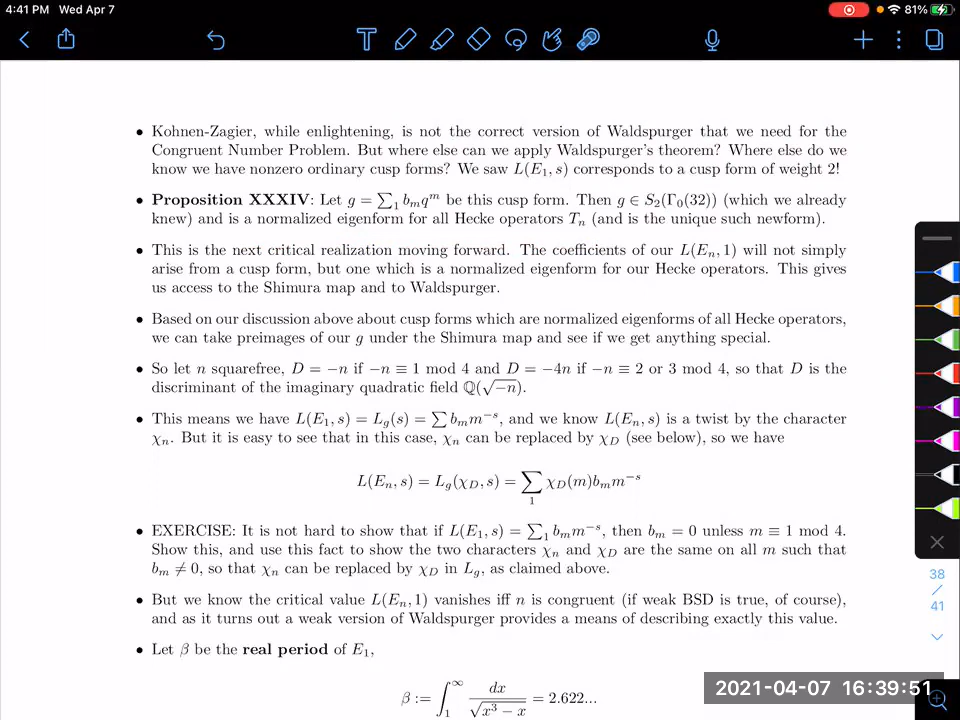 4:41 PM Wed Apr 7 81%
• Kohnen-Zagier, while enlightening, is not the correct version of Waldspurger that we need for the
Congruent Number Problem. But where else can we apply Waldspurger's theorem? Where else do we
know we have nonzero ordinary cusp forms? We saw L(E₁, s) corresponds to a cusp form of weight 2!
• Proposition XXXIV: Let g = ∑₁ bₘqᵐ be this cusp form. Then g ∈ S₂(Γ₀(32)) (which we already
knew) and is a normalized eigenform for all Hecke operators Tₙ (and is the unique such newform).
• This is the next critical realization moving forward. The coefficients of our L(Eₙ, 1) will not simply
arise from a cusp form, but one which is a normalized eigenform for our Hecke operators. This gives
us access to the Shimura map and to Waldspurger.
• Based on our discussion above about cusp forms which are normalized eigenforms of all Hecke operators,
we can take preimages of our g under the Shimura map and see if we get anything special.
• So let n squarefree, D = −n if −n ≡ 1 mod 4 and D = −4n if −n ≡ 2 or 3 mod 4, so that D is the
discriminant of the imaginary quadratic field ℚ(√−n).
• This means we have L(E₁, s) = L_g(s) = ∑ bₘm⁻ˢ, and we know L(Eₙ, s) is a twist by the character
χₙ. But it is easy to see that in this case, χₙ can be replaced by χ_D (see below), so we have
L(Eₙ, s) = L_g(χ_D, s) = ∑₁ χ_D(m)bₘm⁻ˢ
• EXERCISE: It is not hard to show that if L(E₁, s) = ∑₁ bₘm⁻ˢ, then bₘ = 0 unless m ≡ 1 mod 4.
Show this, and use this fact to show the two characters χₙ and χ_D are the same on all m such that
bₘ ≠ 0, so that χₙ can be replaced by χ_D in L_g, as claimed above.
• But we know the critical value L(Eₙ, 1) vanishes iff n is congruent (if weak BSD is true, of course),
and as it turns out a weak version of Waldspurger provides a means of describing exactly this value.
• Let β be the real period of E₁,
β := ∫₁^∞ dx / √(x³ − x) = 2.622...
38
/
41
2021-04-07 16:39:51